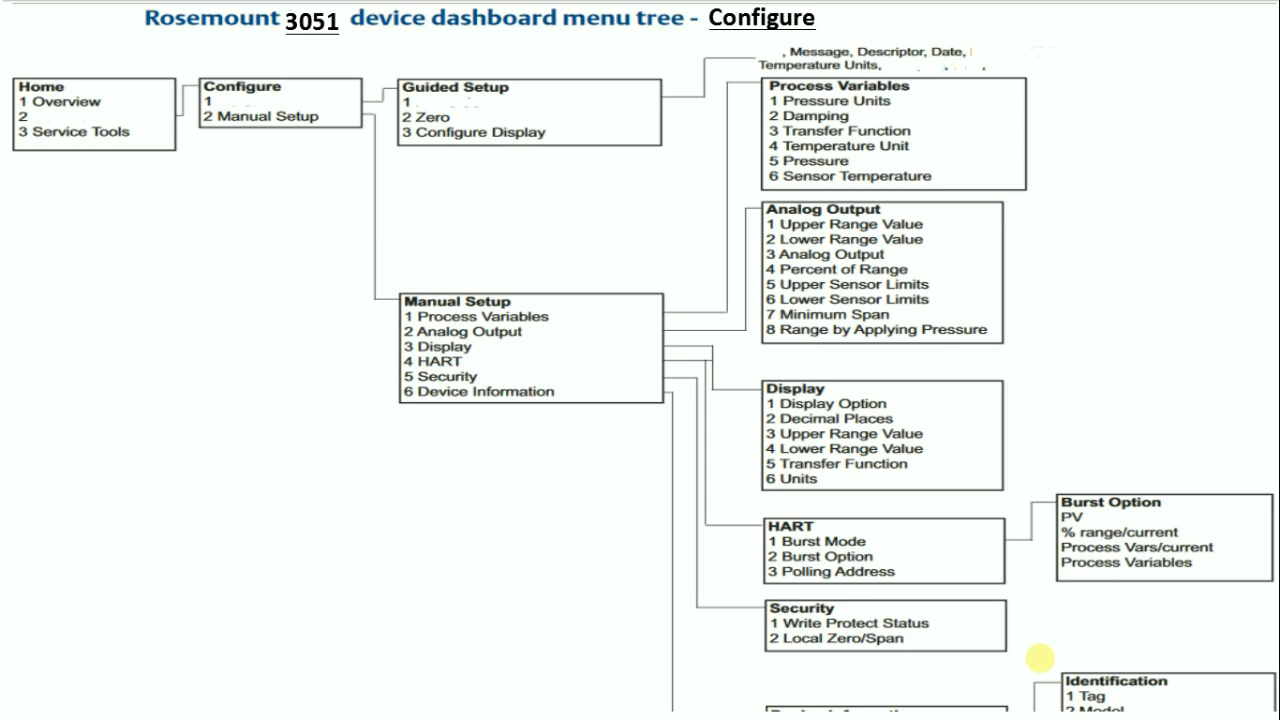 Rosemount 3051 device dashboard menu tree - Configure
, Message, Descriptor, Date,
Temperature Units,
Home
1 Overview
2
3 Service Tools
Configure
1
2 Manual Setup
Guided Setup
1
2 Zero
3 Configure Display
Process Variables
1 Pressure Units
2 Damping
3 Transfer Function
4 Temperature Unit
5 Pressure
6 Sensor Temperature
Analog Output
1 Upper Range Value
2 Lower Range Value
3 Analog Output
4 Percent of Range
5 Upper Sensor Limits
6 Lower Sensor Limits
7 Minimum Span
8 Range by Applying Pressure
Manual Setup
1 Process Variables
2 Analog Output
3 Display
4 HART
5 Security
6 Device Information
Display
1 Display Option
2 Decimal Places
3 Upper Range Value
4 Lower Range Value
5 Transfer Function
6 Units
HART
1 Burst Mode
2 Burst Option
3 Polling Address
Burst Option
PV
% range/current
Process Vars/current
Process Variables
Security
1 Write Protect Status
2 Local Zero/Span
Identification
1 Tag
2 Model